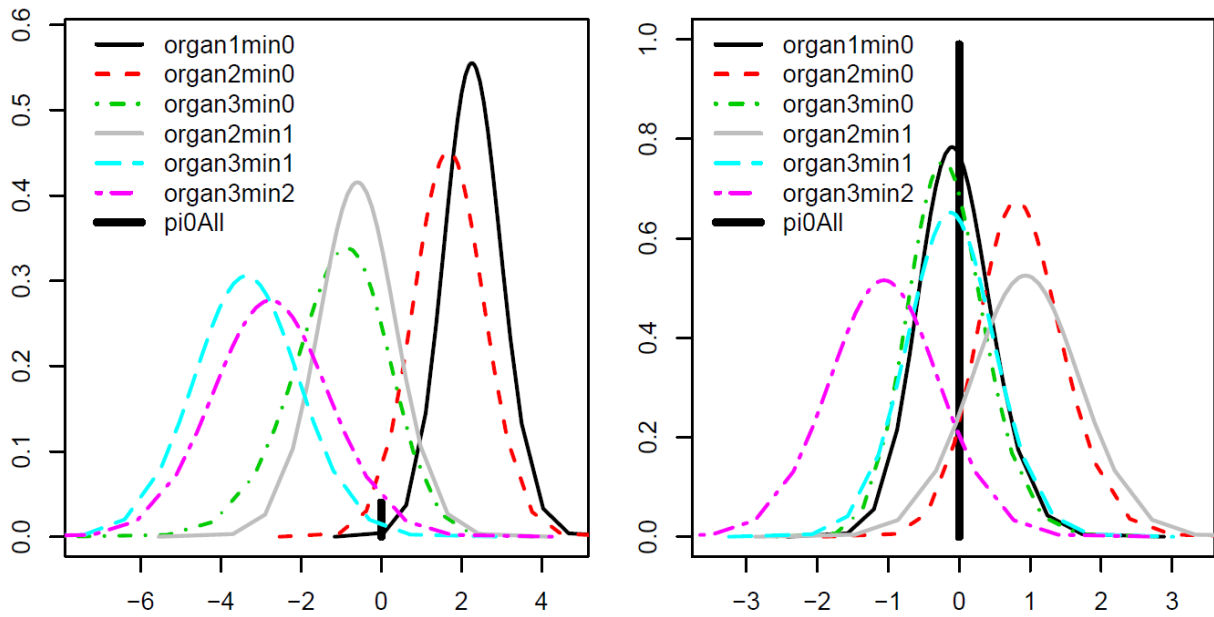 0.6
0.5
0.4
0.3
0.2
0.1
0.0
organ1min0
organ2min0
organ3min0
organ2min1
organ3min1
organ3min2
pi0All
−6 −4 −2 0 2 4
1.0
0.8
0.6
0.4
0.2
0.0
organ1min0
organ2min0
organ3min0
organ2min1
organ3min1
organ3min2
pi0All
−3 −2 −1 0 1 2 3